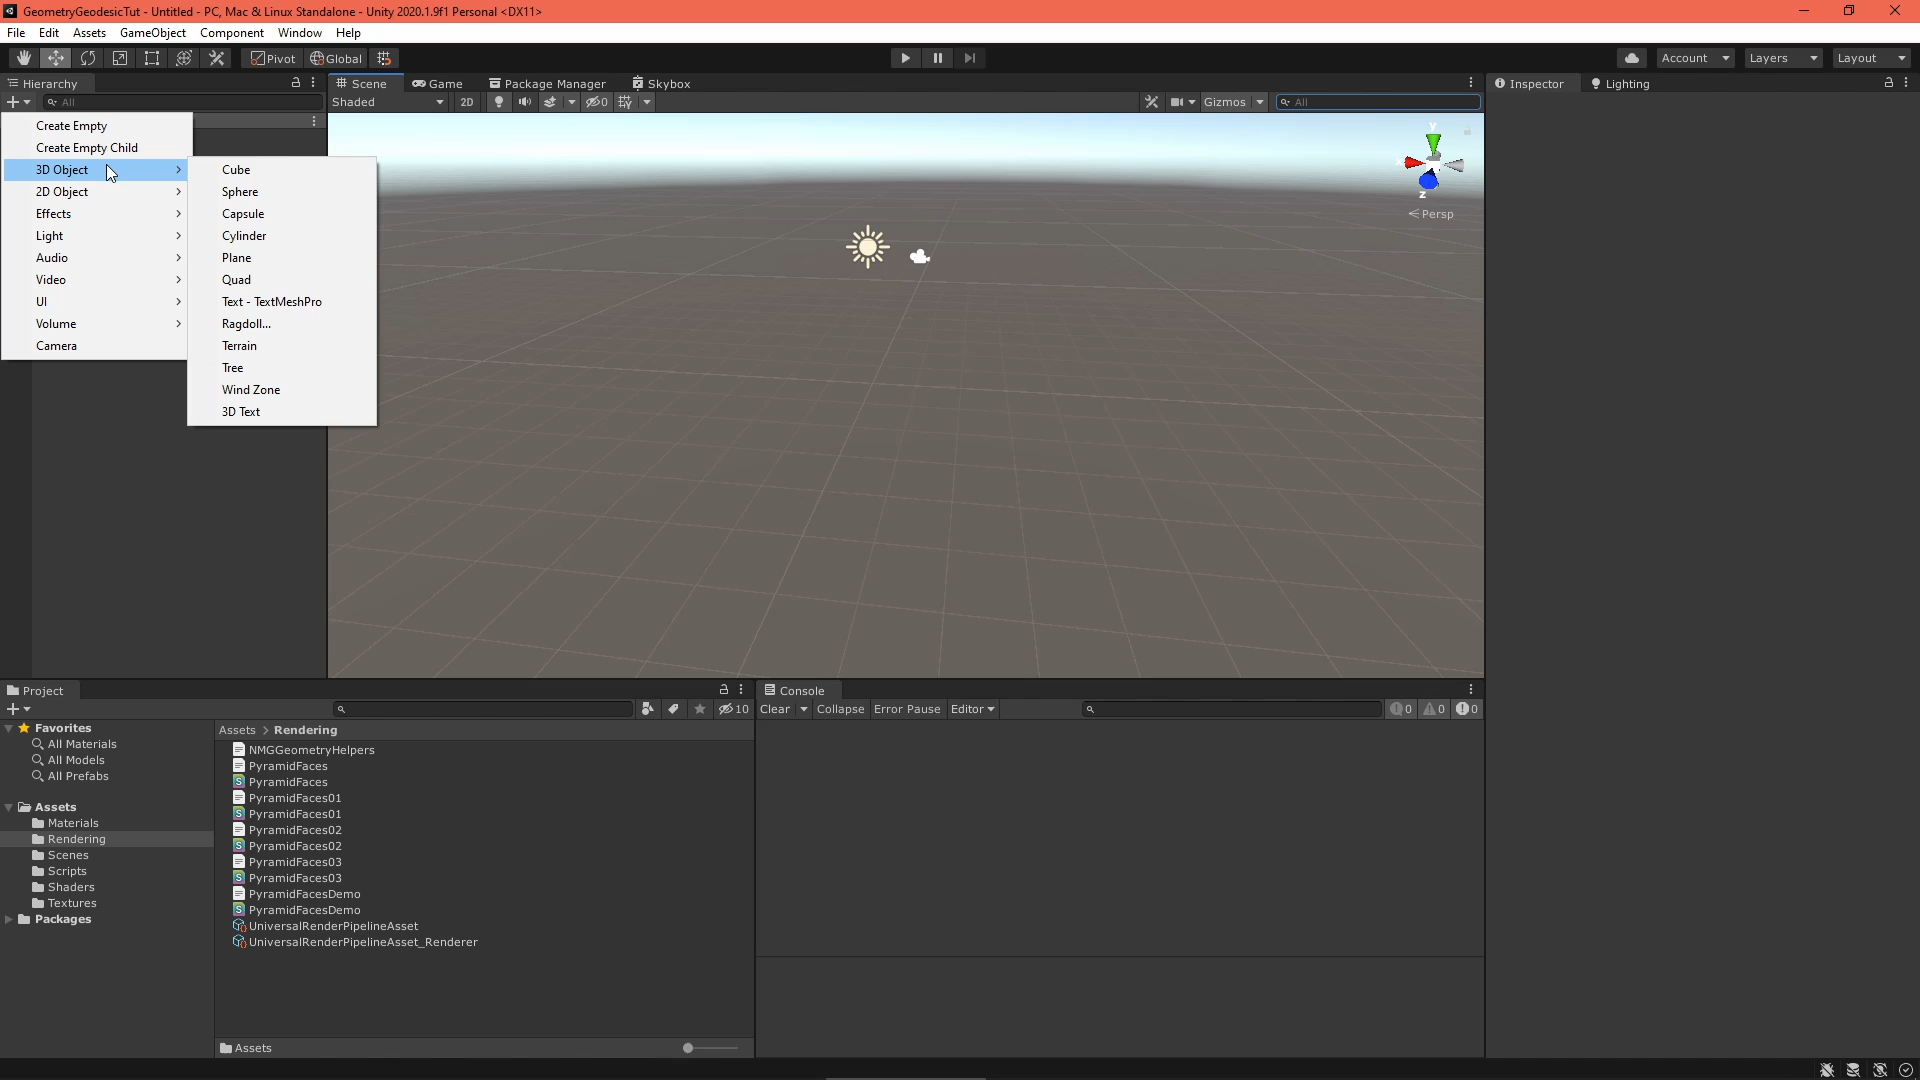 GeometryGeodesicTut - Untitled - PC, Mac & Linux Standalone - Unity 2020.1.9f1 Personal <DX11>
File Edit Assets GameObject Component Window Help
Pivot Global Account Layers Layout
Hierarchy Scene Game Package Manager Skybox Inspector Lighting
All Shaded 2D 0 Gizmos All
Create Empty
Create Empty Child
3D Object
2D Object
Effects
Light
Audio
Video
UI
Volume
Camera
Cube
Sphere
Capsule
Cylinder
Plane
Quad
Text - TextMeshPro
Ragdoll...
Terrain
Tree
Wind Zone
3D Text
y
z
Persp
Project
10
Favorites
All Materials
All Models
All Prefabs
Assets
Materials
Rendering
Scenes
Scripts
Shaders
Textures
Packages
Assets > Rendering
NMGGeometryHelpers
PyramidFaces
PyramidFaces
PyramidFaces01
PyramidFaces01
PyramidFaces02
PyramidFaces02
PyramidFaces03
PyramidFaces03
PyramidFacesDemo
PyramidFacesDemo
UniversalRenderPipelineAsset
UniversalRenderPipelineAsset_Renderer
Assets
Console
Clear Collapse Error Pause Editor 0 0 0